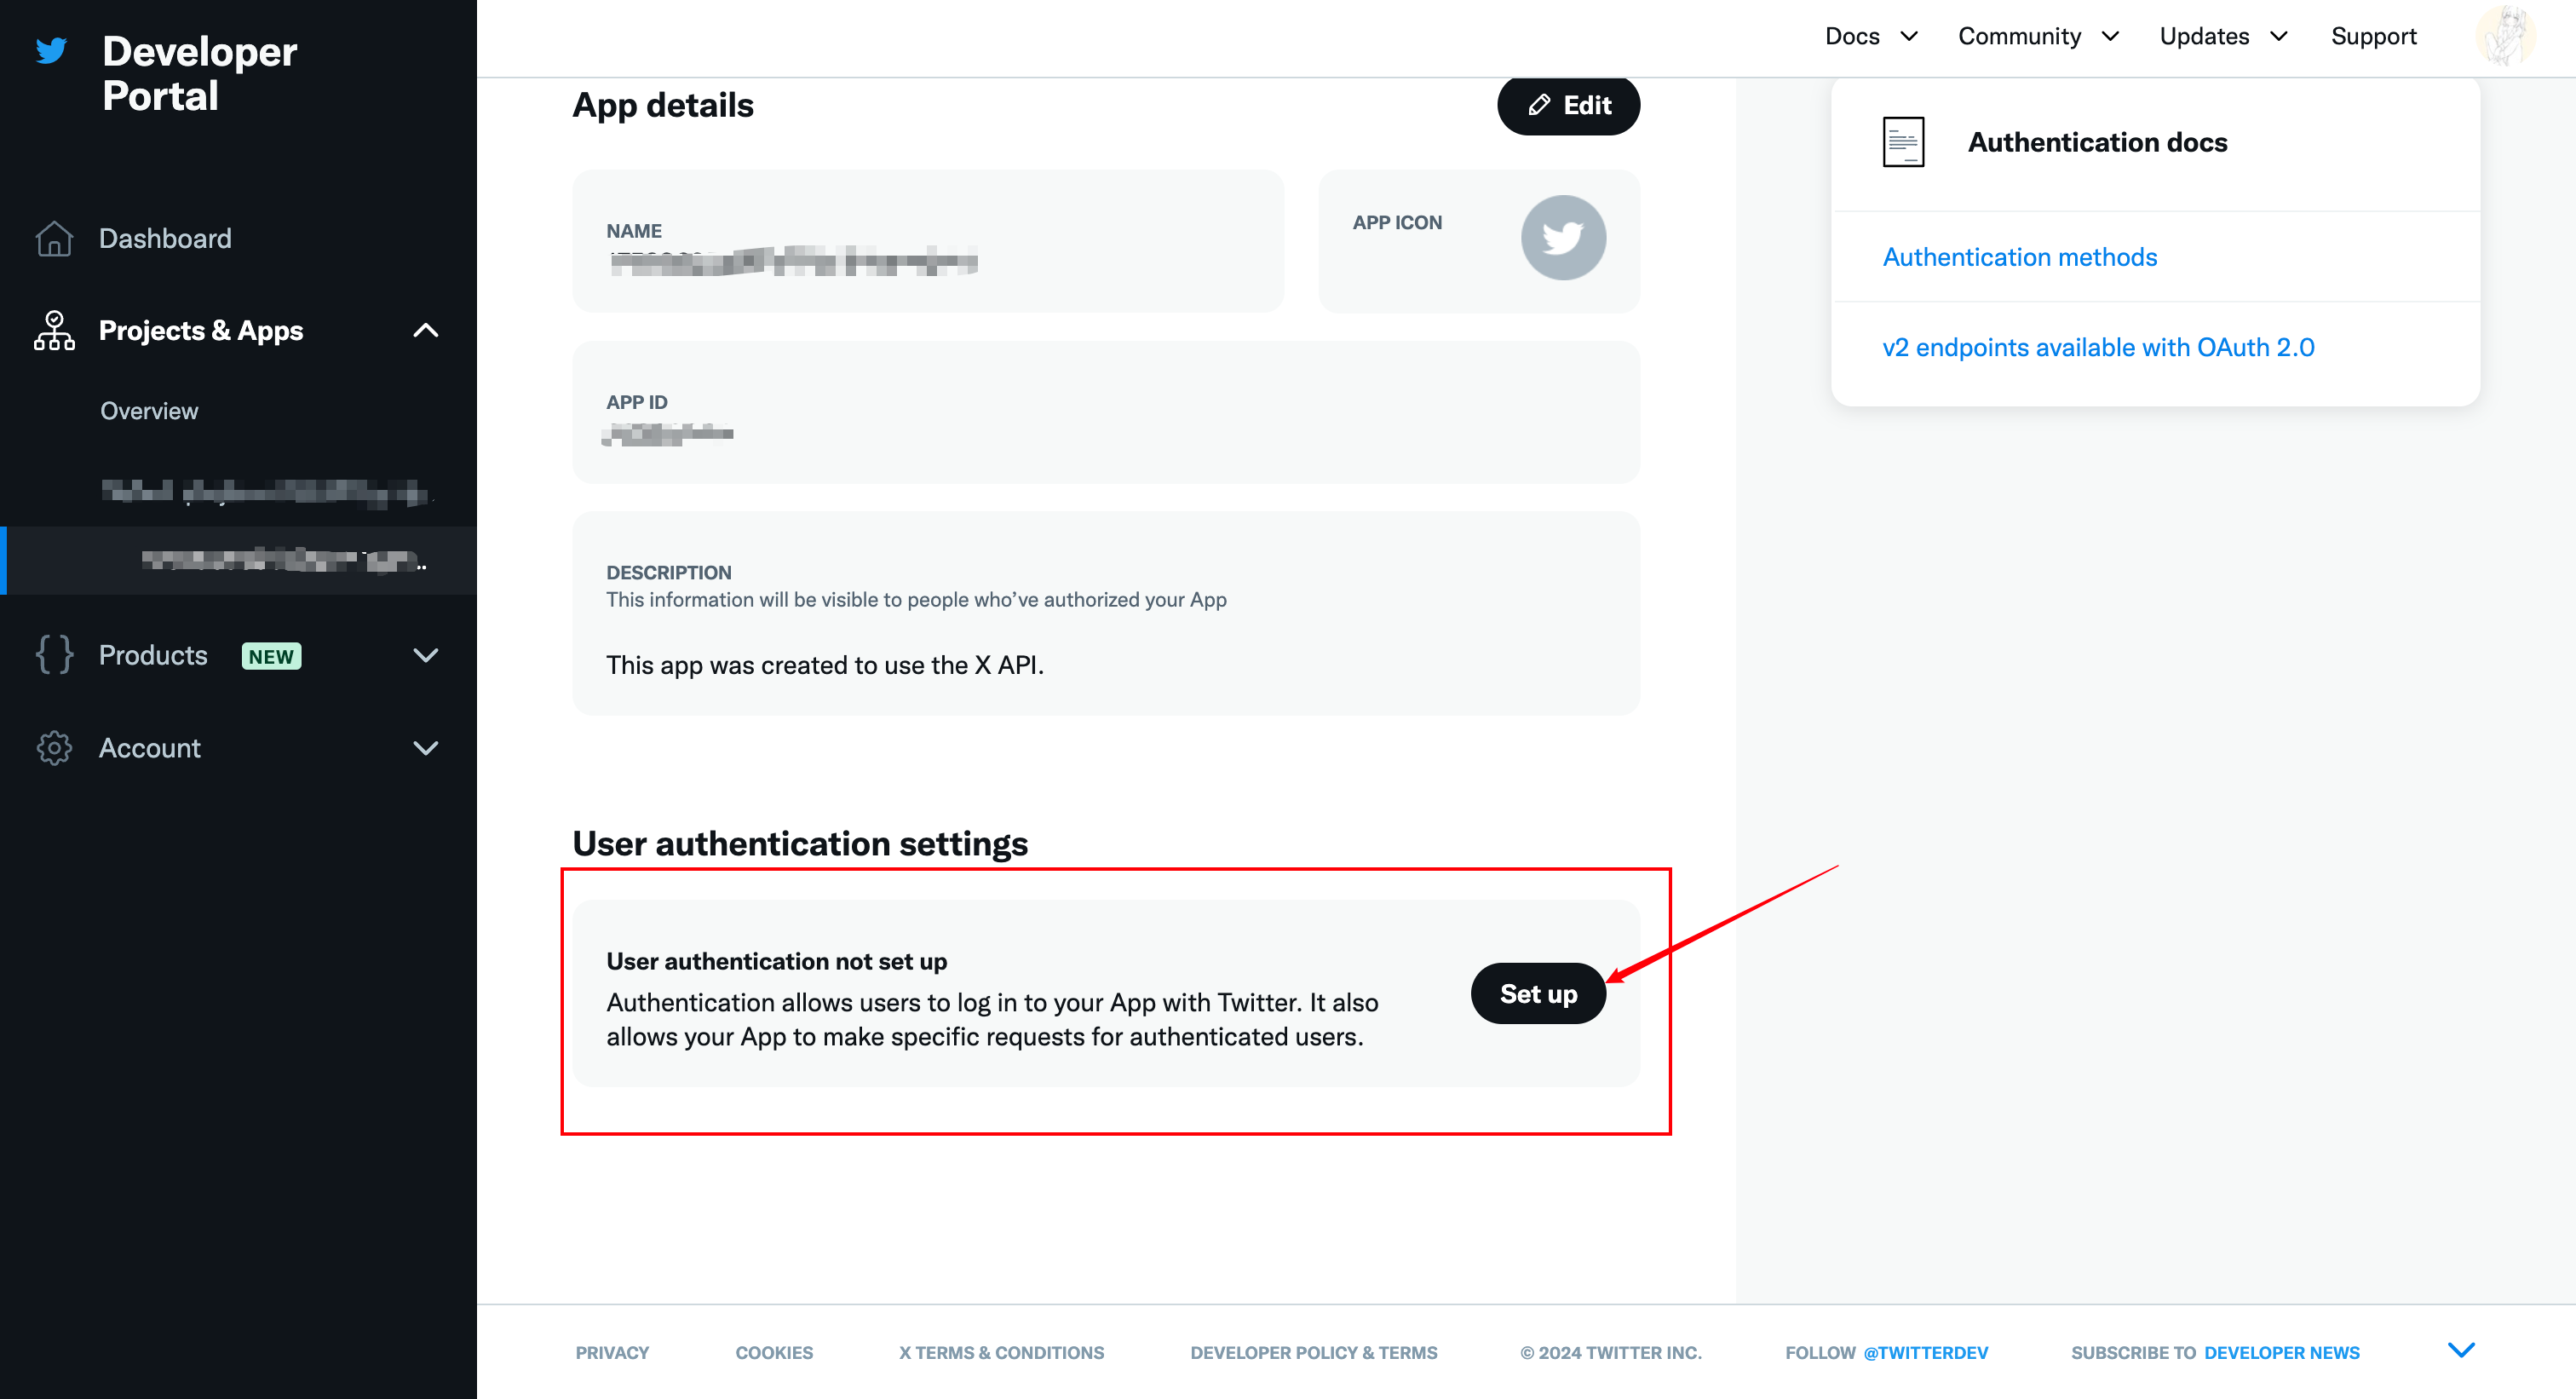 Developer
Portal
Dashboard
Projects & Apps
Overview
Products NEW
Account
Docs Community Updates Support
App details
Edit
NAME
APP ICON
APP ID
DESCRIPTION
This information will be visible to people who’ve authorized your App
This app was created to use the X API.
User authentication settings
User authentication not set up
Authentication allows users to log in to your App with Twitter. It also
allows your App to make specific requests for authenticated users.
Set up
Authentication docs
Authentication methods
v2 endpoints available with OAuth 2.0
PRIVACY COOKIES X TERMS & CONDITIONS DEVELOPER POLICY & TERMS © 2024 TWITTER INC. FOLLOW @TWITTERDEV SUBSCRIBE TO DEVELOPER NEWS